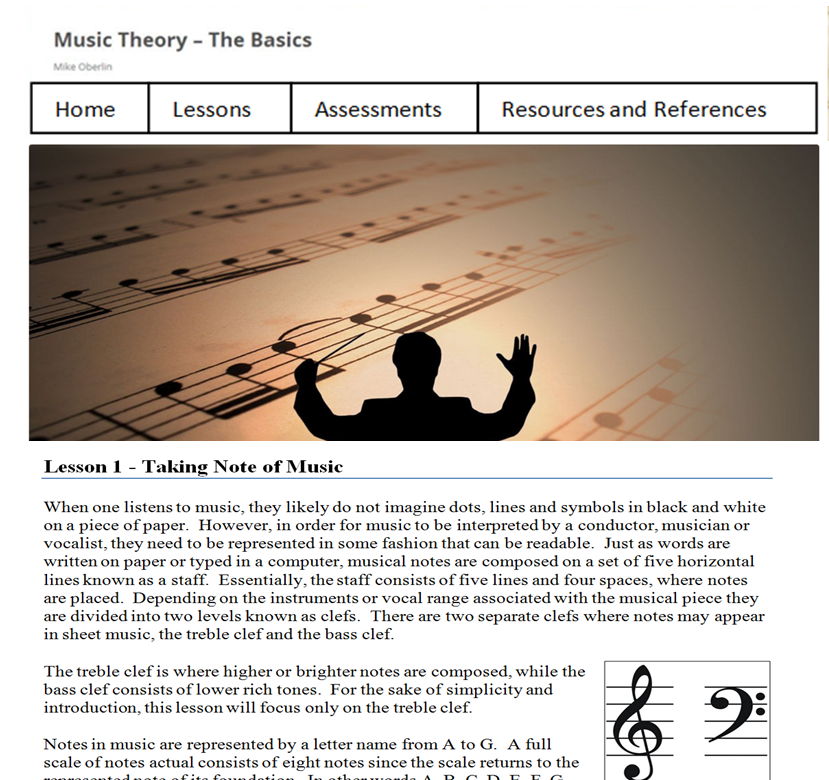 Music Theory – The Basics
Mike Oberlin
Home Lessons Assessments Resources and References
Lesson 1 - Taking Note of Music
When one listens to music, they likely do not imagine dots, lines and symbols in black and white
on a piece of paper.  However, in order for music to be interpreted by a conductor, musician or
vocalist, they need to be represented in some fashion that can be readable.  Just as words are
written on paper or typed in a computer, musical notes are composed on a set of five horizontal
lines known as a staff.  Essentially, the staff consists of five lines and four spaces, where notes
are placed.  Depending on the instruments or vocal range associated with the musical piece they
are divided into two levels known as clefs.  There are two separate clefs where notes may appear
in sheet music, the treble clef and the bass clef.
The treble clef is where higher or brighter notes are composed, while the
bass clef consists of lower rich tones.  For the sake of simplicity and
introduction, this lesson will focus only on the treble clef.
Notes in music are represented by a letter name from A to G.  A full
scale of notes actual consists of eight notes since the scale returns to the
represented note of its foundation.  In other words A, B, C, D, E, F, G,